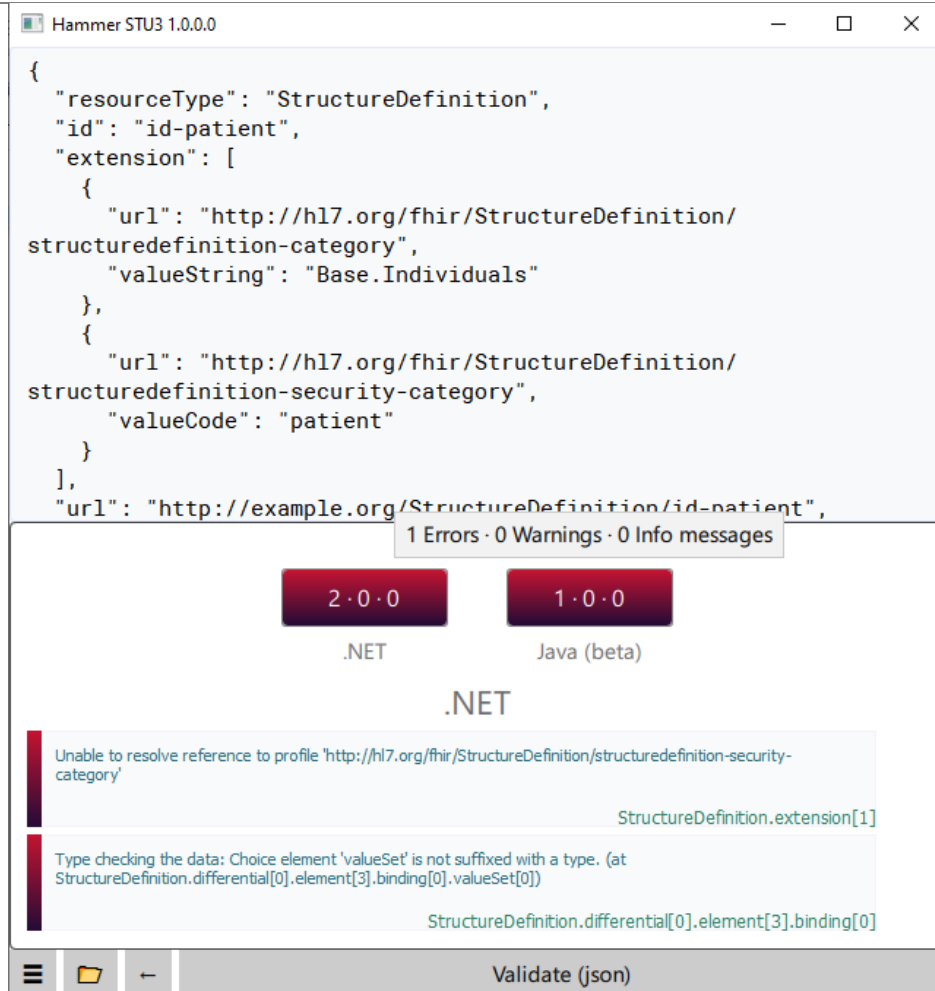 Hammer STU3 1.0.0.0
{
"resourceType": "StructureDefinition",
"id": "id-patient",
"extension": [
{
"url": "http://hl7.org/fhir/StructureDefinition/
structuredefinition-category",
"valueString": "Base.Individuals"
},
{
"url": "http://hl7.org/fhir/StructureDefinition/
structuredefinition-security-category",
"valueCode": "patient"
}
],
"url": "http://example.org/StructureDefinition/id-patient",
1 Errors · 0 Warnings · 0 Info messages
2 · 0 · 0
1 · 0 · 0
.NET
Java (beta)
.NET
Unable to resolve reference to profile 'http://hl7.org/fhir/StructureDefinition/structuredefinition-security-
category'
StructureDefinition.extension[1]
Type checking the data: Choice element 'valueSet' is not suffixed with a type. (at
StructureDefinition.differential[0].element[3].binding[0].valueSet[0])
StructureDefinition.differential[0].element[3].binding[0]
Validate (json)